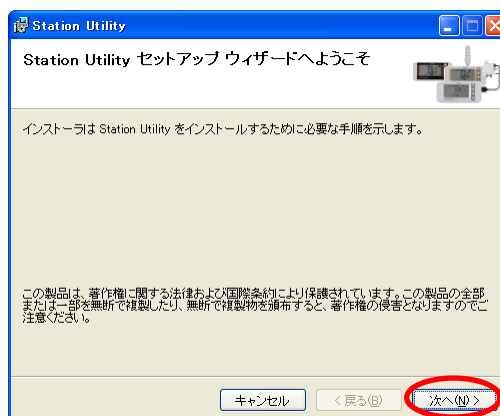 Station Utility
Station Utility セットアップ ウィザードへようこそ
インストーラは Station Utility をインストールするために必要な手順を示します。
この製品は、著作権に関する法律および国際条約により保護されています。この製品の全部
または一部を無断で複製したり、無断で複製物を頒布すると、著作権の侵害となりますのでご
注意ください。
キャンセル
< 戻る(B)
次へ(N) >